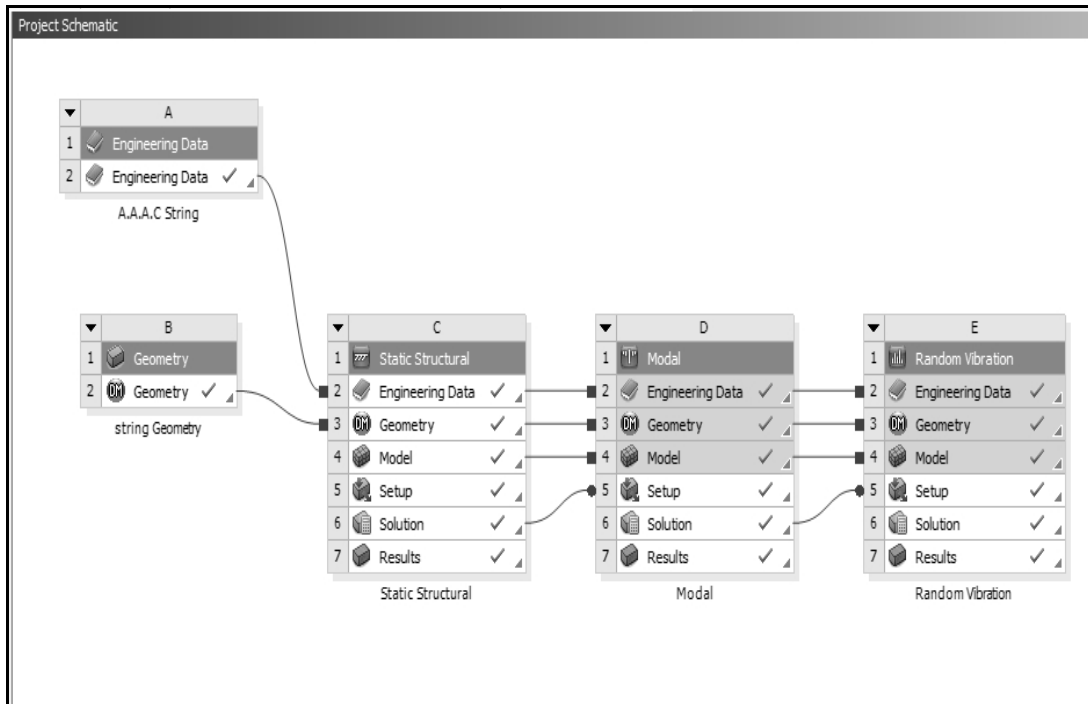 Project Schematic
A
1 Engineering Data
2 Engineering Data
A.A.A.C String
B
1 Geometry
2 DM Geometry
string Geometry
C
1 Static Structural
2 Engineering Data
3 DM Geometry
4 Model
5 Setup
6 Solution
7 Results
Static Structural
D
1 Modal
2 Engineering Data
3 DM Geometry
4 Model
5 Setup
6 Solution
7 Results
Modal
E
1 Random Vibration
2 Engineering Data
3 DM Geometry
4 Model
5 Setup
6 Solution
7 Results
Random Vibration